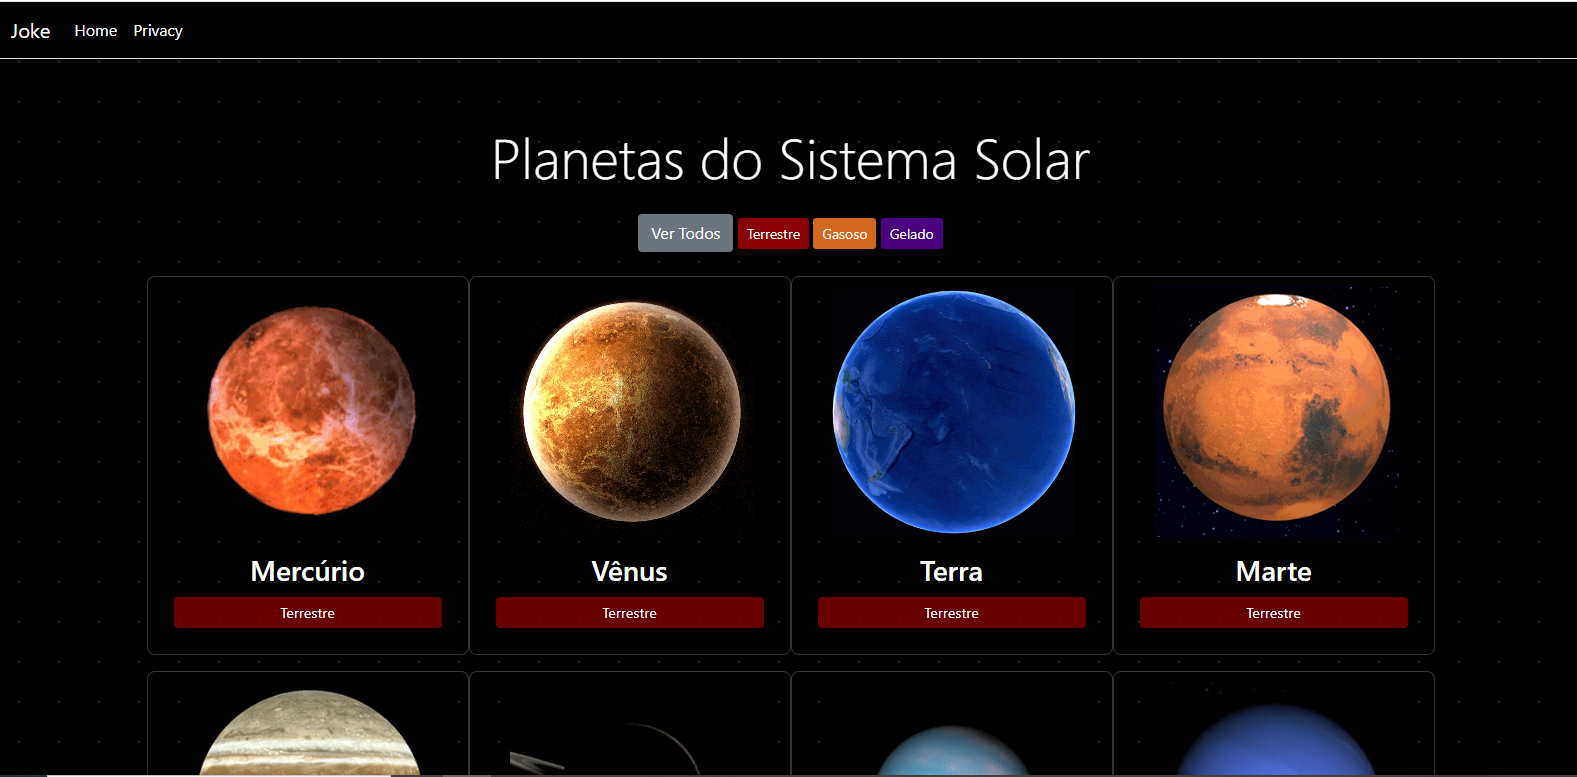 Joke Home Privacy
Planetas do Sistema Solar
Ver Todos Terrestre Gasoso Gelado
Mercúrio Vênus Terra Marte
Terrestre Terrestre Terrestre Terrestre